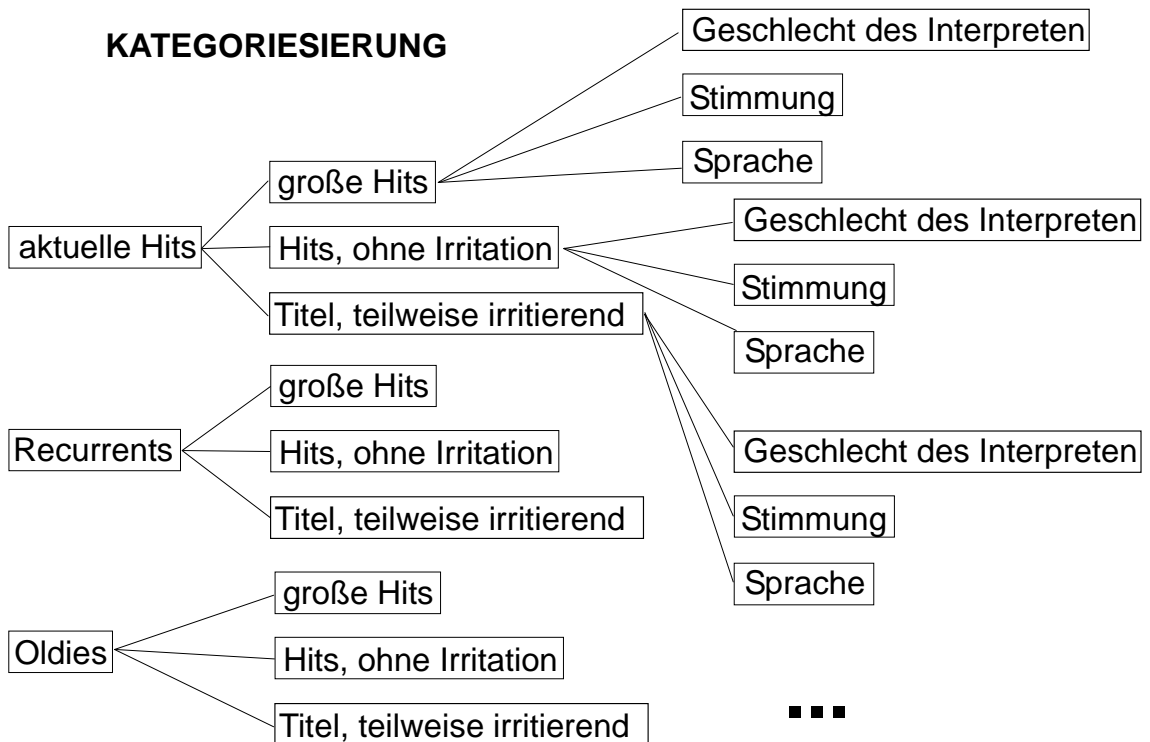 KATEGORIESIERUNG
Geschlecht des Interpreten
Stimmung
Sprache
große Hits
aktuelle Hits
Hits, ohne Irritation
Titel, teilweise irritierend
Geschlecht des Interpreten
Stimmung
Sprache
große Hits
Recurrents
Hits, ohne Irritation
Titel, teilweise irritierend
Geschlecht des Interpreten
Stimmung
Sprache
große Hits
Oldies
Hits, ohne Irritation
Titel, teilweise irritierend
...